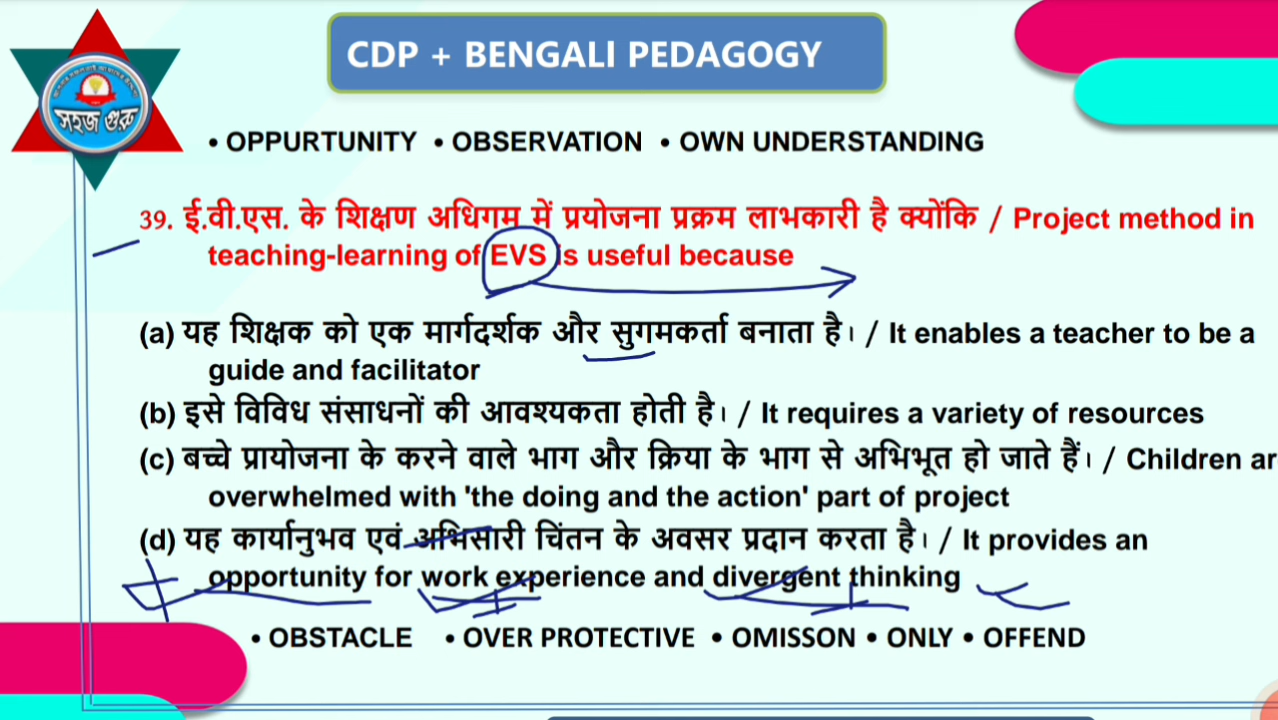 CDP + BENGALI PEDAGOGY
সহজ গুরু
• OPPURTUNITY • OBSERVATION • OWN UNDERSTANDING
39. ई.वी.एस. के शिक्षण अधिगम में प्रयोजना प्रक्रम लाभकारी है क्योंकि / Project method in
teaching-learning of EVS is useful because
(a) यह शिक्षक को एक मार्गदर्शक और सुगमकर्ता बनाता है। / It enables a teacher to be a
guide and facilitator
(b) इसे विविध संसाधनों की आवश्यकता होती है। / It requires a variety of resources
(c) बच्चे प्रायोजना के करने वाले भाग और क्रिया के भाग से अभिभूत हो जाते हैं। / Children ar
overwhelmed with 'the doing and the action' part of project
(d) यह कार्यानुभव एवं अभिसारी चिंतन के अवसर प्रदान करता है। / It provides an
opportunity for work experience and divergent thinking
• OBSTACLE • OVER PROTECTIVE • OMISSON • ONLY • OFFEND